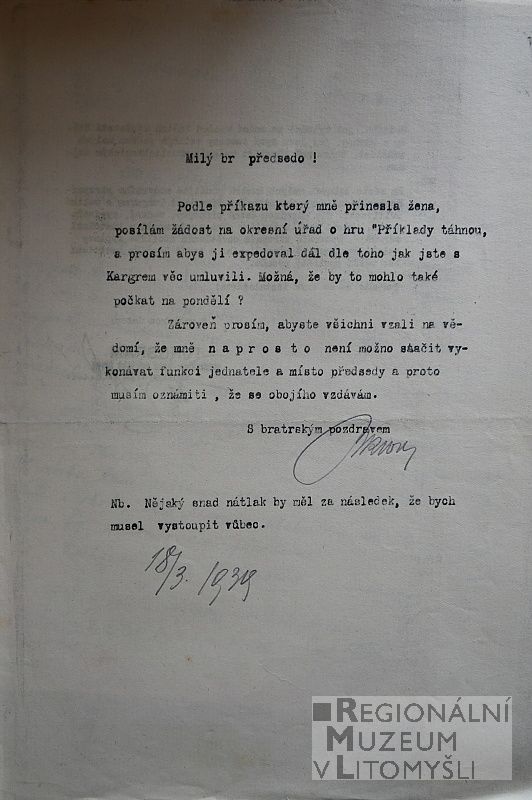 Milý br předsedo !
Podle příkazu který mně přinesla žena,
posílám žádost na okresní úřad o hru "Příklady táhnou,
a prosím abys ji expedoval dál dle toho jak jste s
Kargrem věc umluvili. Možná, že by to mohlo také
počkat na pondělí ?
Zároveň prosím, abyste všichni vzali na vě-
domí, že mně n a p r o s t o není možno stačit vy-
konávat funkci jednatele a místo předsedy a proto
musím oznámiti , že se obojího vzdávám.
S bratrským pozdravem
Nb. Nějaký snad nátlak by měl za následek, že bych
musel vystoupit vůbec.
18/3. 1939
REGIONÁLNÍ
MUZEUM
V LITOMYŠLI